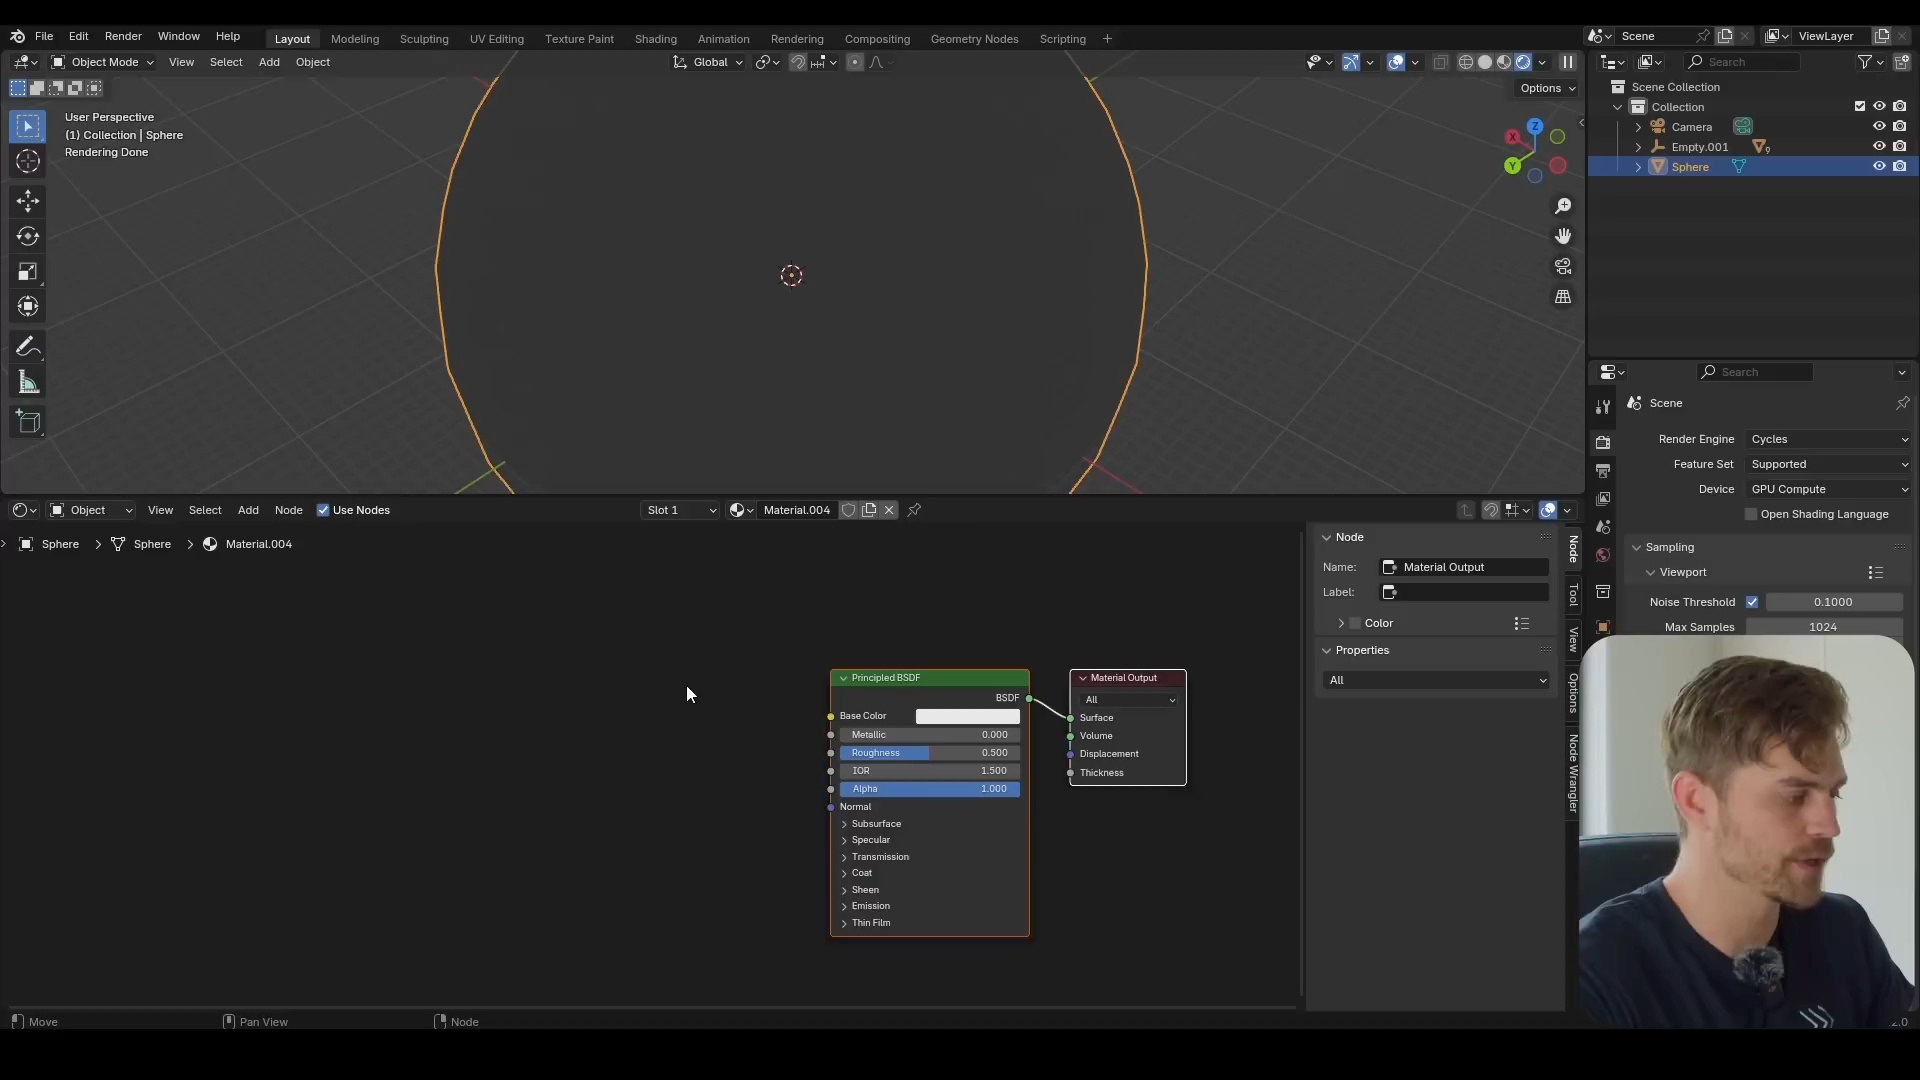 File Edit Render Window Help Layout Modeling Sculpting UV Editing Texture Paint Shading Animation Rendering Compositing Geometry Nodes Scripting + Scene ViewLayer
Object Mode View Select Add Object Global Search
Options
User Perspective
(1) Collection | Sphere
Rendering Done
Z
X
Y
Scene Collection
Collection
Camera
Empty.001
Sphere
Search
Scene
Render Engine Cycles
Feature Set Supported
Device GPU Compute
Open Shading Language
Sampling
Viewport
Noise Threshold 0.1000
Max Samples 1024
Object View Select Add Node Use Nodes Slot 1 Material.004
Sphere > Sphere > Material.004
Principled BSDF
BSDF
Base Color
Metallic 0.000
Roughness 0.500
IOR 1.500
Alpha 1.000
Normal
Subsurface
Specular
Transmission
Coat
Sheen
Emission
Thin Film
Material Output
All
Surface
Volume
Displacement
Thickness
Node
Name: Material Output
Label:
Color
Properties
All
Node
Tool
View
Options
Node Wrangler
Move Pan View Node